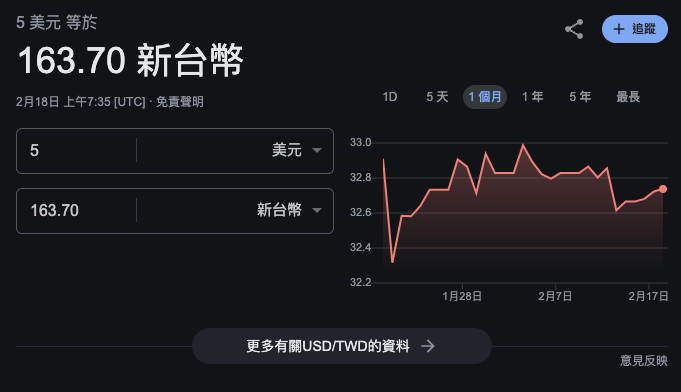 5 美元 等於
163.70 新台幣
2月18日 上午7:35 [UTC] · 免責聲明
追蹤
5 美元
163.70 新台幣
1D 5 天 1 個月 1 年 5 年 最長
33.0
32.8
32.6
32.4
32.2
1月28日 2月7日 2月17日
更多有關USD/TWD的資料
意見反映